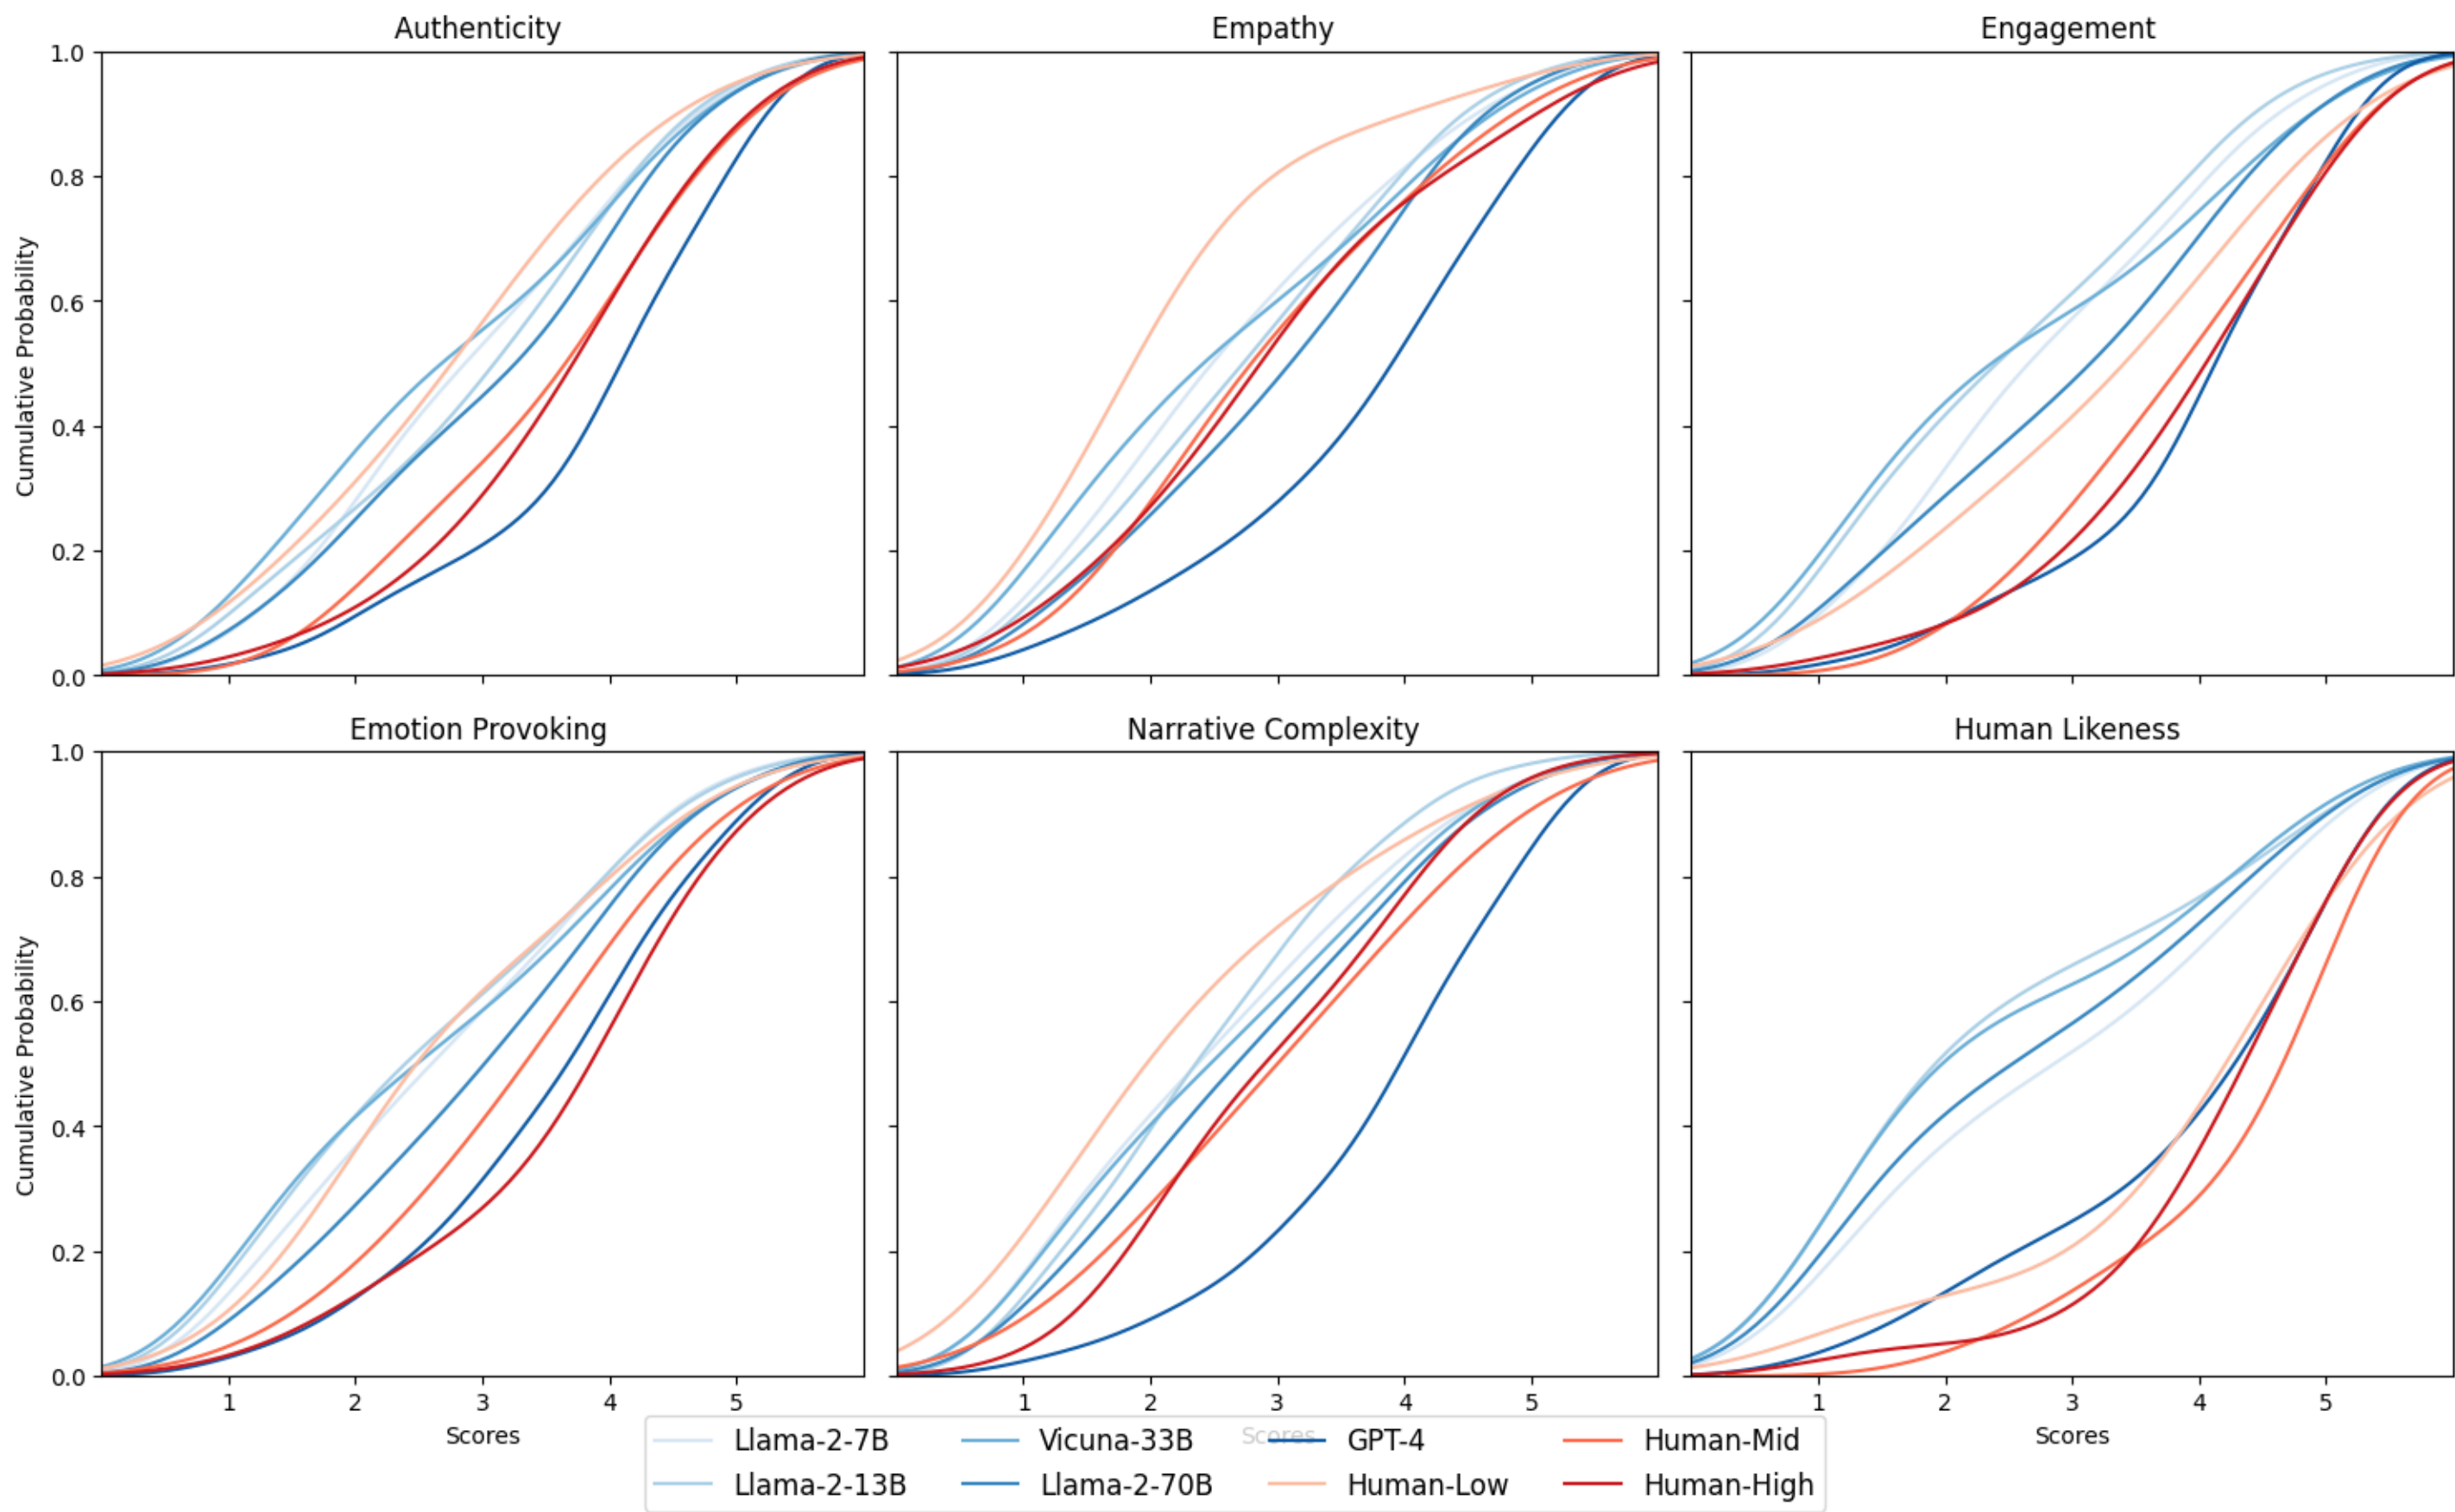 Authenticity
Empathy
Engagement
Cumulative Probability
1.0
0.8
0.6
0.4
0.2
0.0
Emotion Provoking
Narrative Complexity
Human Likeness
Cumulative Probability
1.0
0.8
0.6
0.4
0.2
0.0
1 2 3 4 5
1 2 3 4 5
1 2 3 4 5
Scores
Scores
Scores
Llama-2-7B
Llama-2-13B
Vicuna-33B
Llama-2-70B
GPT-4
Human-Low
Human-Mid
Human-High